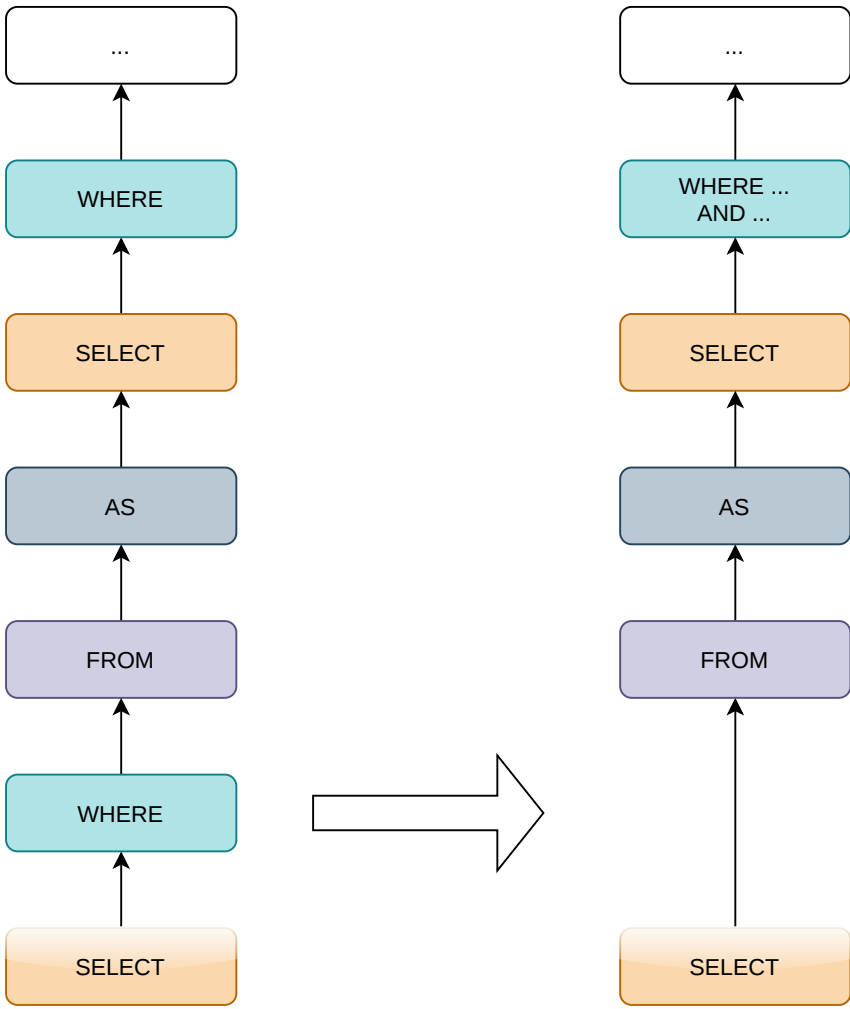 ...
WHERE
SELECT
AS
FROM
WHERE
SELECT
...
WHERE ...
AND ...
SELECT
AS
FROM
SELECT